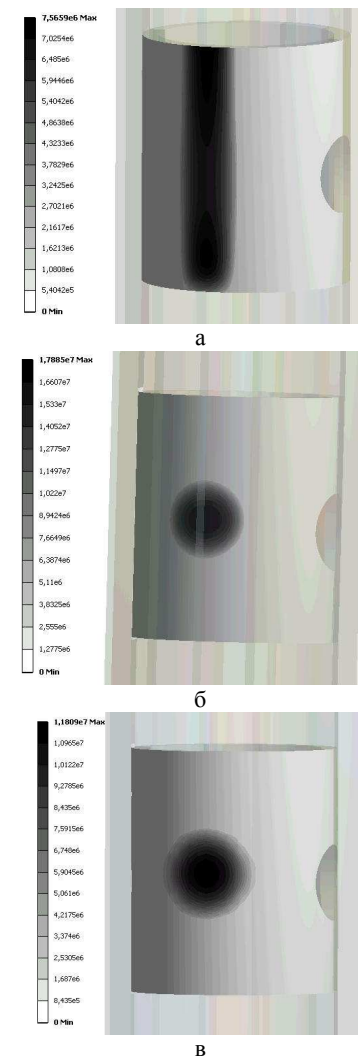 7,5659e6 Max
7,0254e6
6,485e6
5,9446e6
5,4042e6
4,8638e6
4,3233e6
3,7829e6
3,2425e6
2,7021e6
2,1617e6
1,6213e6
1,0808e6
5,4042e5
0 Min
а
1,7885e7 Max
1,6607e7
1,533e7
1,4052e7
1,2775e7
1,1497e7
1,022e7
8,9424e6
7,6649e6
6,3874e6
5,11e6
3,8325e6
2,555e6
1,2775e6
0 Min
б
1,1809e7 Max
1,0965e7
1,0122e7
9,2785e6
8,435e6
7,5915e6
6,748e6
5,9045e6
5,061e6
4,2175e6
3,374e6
2,5305e6
1,687e6
8,435e5
0 Min
в